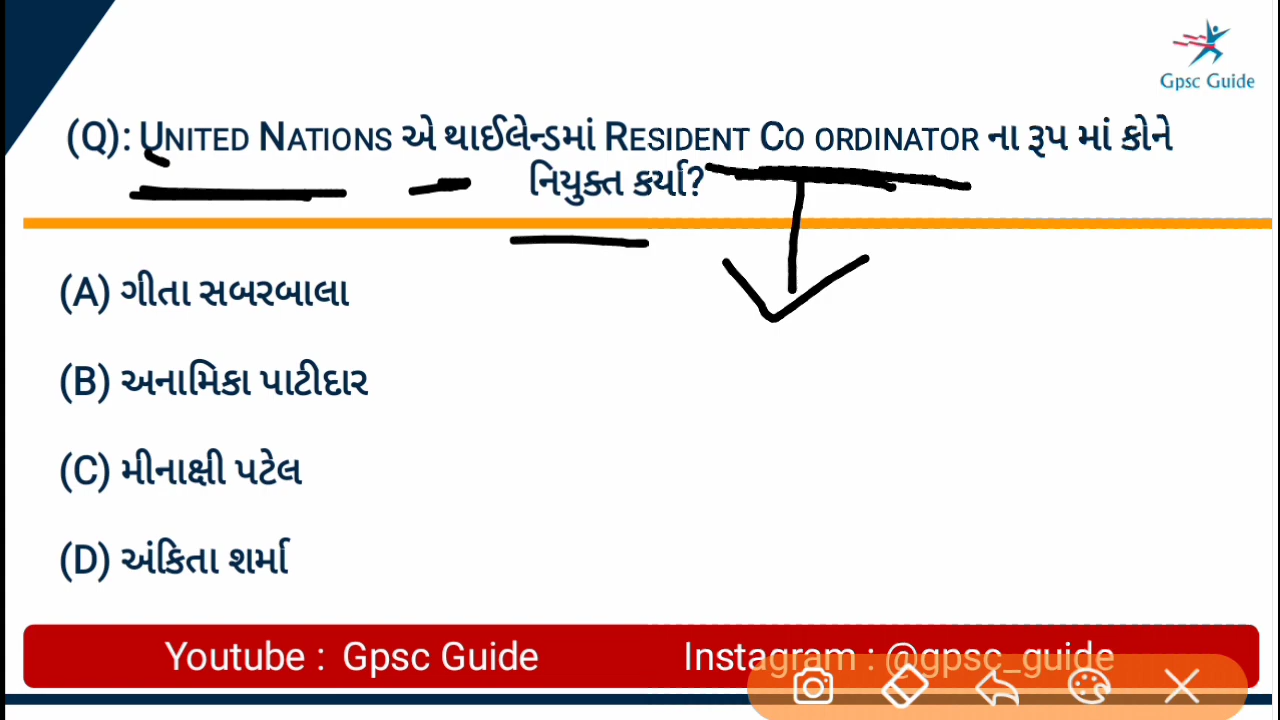 Gpsc Guide
(Q): UNITED NATIONS એ થાઈલેન્ડમાં RESIDENT CO ORDINATOR ના રૂપ માં કોને
નિયુક્ત કર્યા?
(A) ગીતા સબરબાલા
(B) અનામિકા પાટીદાર
(C) મીનાક્ષી પટેલ
(D) અંકિતા શર્મા
Youtube : Gpsc Guide Instagram : @gpsc_guide